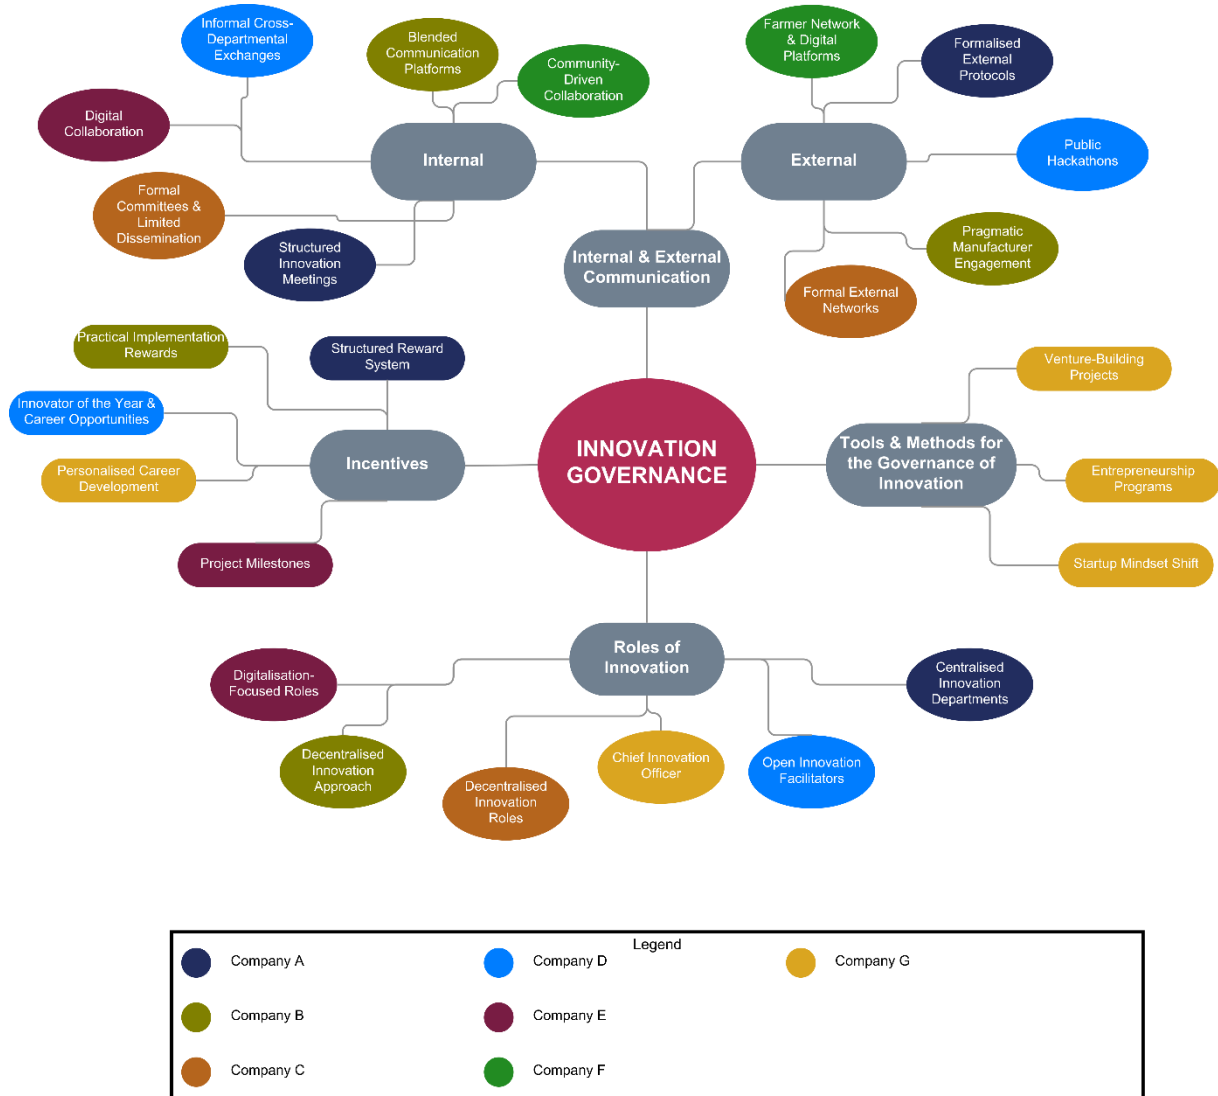 Informal Cross-
Departmental
Exchanges
Blended
Communication
Platforms
Community-
Driven
Collaboration
Farmer Network
& Digital
Platforms
Formalised
External
Protocols
Digital
Collaboration
Internal
External
Public
Hackathons
Formal
Committees &
Limited
Dissemination
Structured
Innovation
Meetings
Internal & External
Communication
Pragmatic
Manufacturer
Engagement
Formal External
Networks
Practical Implementation
Rewards
Structured Reward
System
Venture-Building
Projects
Innovator of the Year &
Career Opportunities
Personalised Career
Development
Incentives
INNOVATION
GOVERNANCE
Tools & Methods for
the Governance of
Innovation
Entrepreneurship
Programs
Project Milestones
Startup Mindset Shift
Roles of
Innovation
Digitalisation-
Focused Roles
Centralised
Innovation
Departments
Decentralised
Innovation
Approach
Decentralised
Innovation
Roles
Chief Innovation
Officer
Open Innovation
Facilitators
Legend
Company A
Company D
Company G
Company B
Company E
Company C
Company F